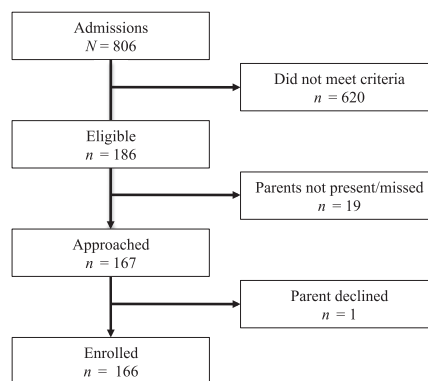 Admissions
N = 806
Did not meet criteria
n = 620
Eligible
n = 186
Parents not present/missed
n = 19
Approached
n = 167
Parent declined
n = 1
Enrolled
n = 166